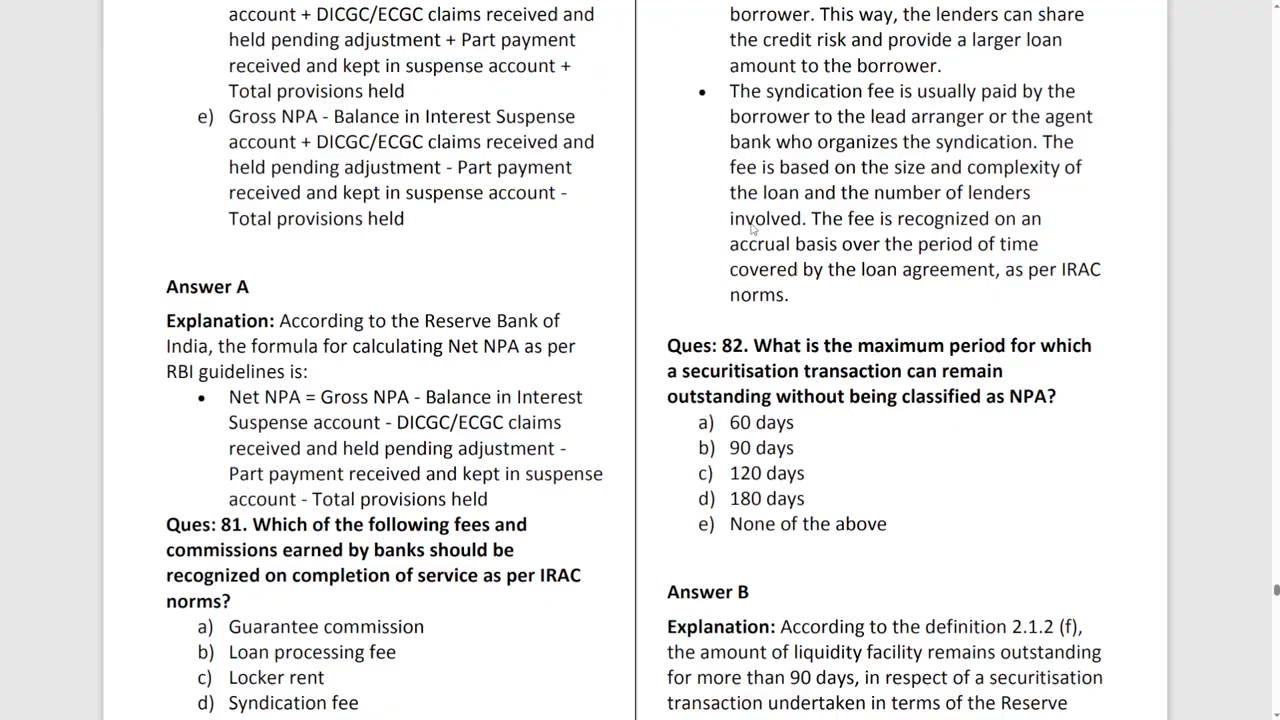 account + DICGC/ECGC claims received and
held pending adjustment + Part payment
received and kept in suspense account +
Total provisions held
e) Gross NPA - Balance in Interest Suspense
account + DICGC/ECGC claims received and
held pending adjustment - Part payment
received and kept in suspense account -
Total provisions held
Answer A
Explanation: According to the Reserve Bank of
India, the formula for calculating Net NPA as per
RBI guidelines is:
• Net NPA = Gross NPA - Balance in Interest
Suspense account - DICGC/ECGC claims
received and held pending adjustment -
Part payment received and kept in suspense
account - Total provisions held
Ques: 81. Which of the following fees and
commissions earned by banks should be
recognized on completion of service as per IRAC
norms?
a) Guarantee commission
b) Loan processing fee
c) Locker rent
d) Syndication fee
borrower. This way, the lenders can share
the credit risk and provide a larger loan
amount to the borrower.
• The syndication fee is usually paid by the
borrower to the lead arranger or the agent
bank who organizes the syndication. The
fee is based on the size and complexity of
the loan and the number of lenders
involved. The fee is recognized on an
accrual basis over the period of time
covered by the loan agreement, as per IRAC
norms.
Ques: 82. What is the maximum period for which
a securitisation transaction can remain
outstanding without being classified as NPA?
a) 60 days
b) 90 days
c) 120 days
d) 180 days
e) None of the above
Answer B
Explanation: According to the definition 2.1.2 (f),
the amount of liquidity facility remains outstanding
for more than 90 days, in respect of a securitisation
transaction undertaken in terms of the Reserve